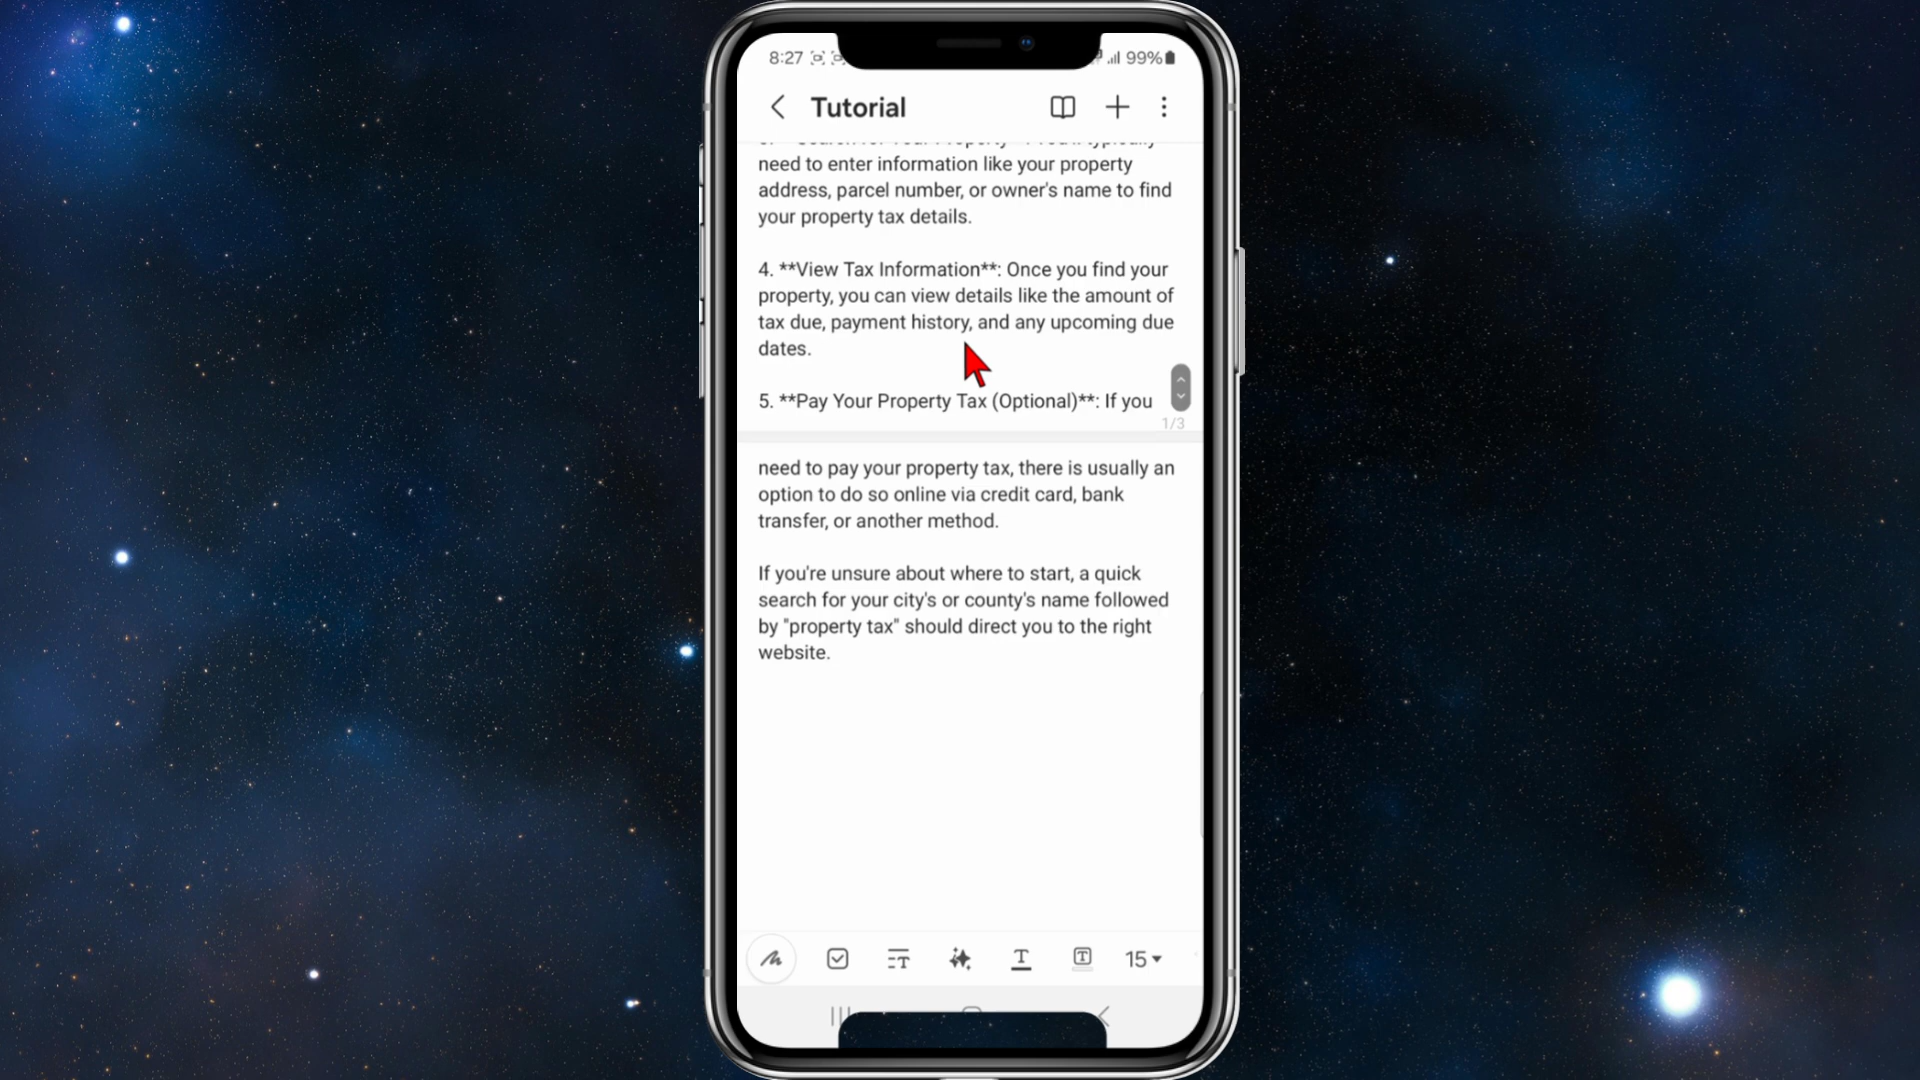 8:27
99%
Tutorial
need to enter information like your property
address, parcel number, or owner's name to find
your property tax details.
4. **View Tax Information**: Once you find your
property, you can view details like the amount of
tax due, payment history, and any upcoming due
dates.
5. **Pay Your Property Tax (Optional)**: If you
1/3
need to pay your property tax, there is usually an
option to do so online via credit card, bank
transfer, or another method.
If you're unsure about where to start, a quick
search for your city's or county's name followed
by "property tax" should direct you to the right
website.
15